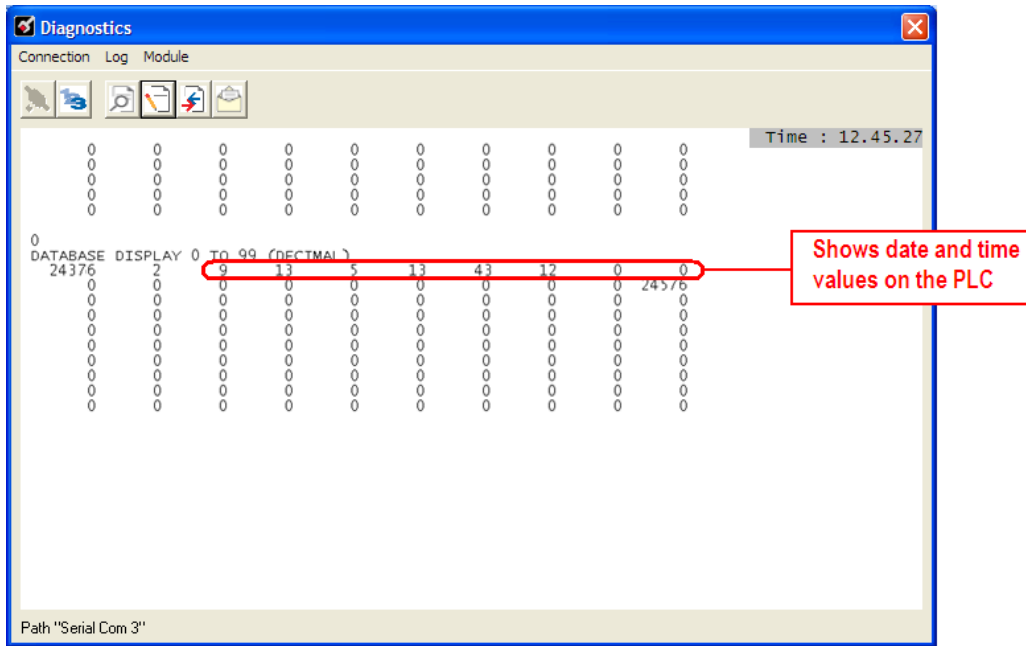 Diagnostics
Connection Log Module
Time : 12.45.27
0 0 0 0 0 0 0 0 0 0
0 0 0 0 0 0 0 0 0 0
0 0 0 0 0 0 0 0 0 0
0 0 0 0 0 0 0 0 0 0
0 0 0 0 0 0 0 0 0 0
0
DATABASE DISPLAY 0 TO 99 (DECIMAL)
24376 2 9 13 5 13 43 12 0 0
0 0 0 0 0 0 0 0 0 24576
0 0 0 0 0 0 0 0 0 0
0 0 0 0 0 0 0 0 0 0
0 0 0 0 0 0 0 0 0 0
0 0 0 0 0 0 0 0 0 0
0 0 0 0 0 0 0 0 0 0
0 0 0 0 0 0 0 0 0 0
0 0 0 0 0 0 0 0 0 0
0 0 0 0 0 0 0 0 0 0
Shows date and time
values on the PLC
Path "Serial Com 3"